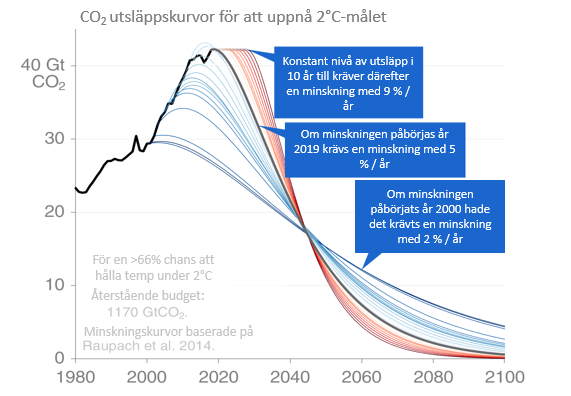 CO2 utsläppskurvor för att uppnå 2°C-målet
40 Gt
CO2
30
20
10
0
1980
2000
2020
2040
2060
2080
2100
Konstant nivå av utsläpp i
10 år till kräver därefter
en minskning med 9 % /
år
Om minskningen påbörjas år
2019 krävs en minskning med 5
% / år
Om minskningen
påbörjats år 2000 hade
det krävts en minskning
med 2 % / år
För en >66% chans att
hålla temp under 2°C
Återstående budget:
1170 GtCO2.
Minskningskurvor baserade på
Raupach et al. 2014.